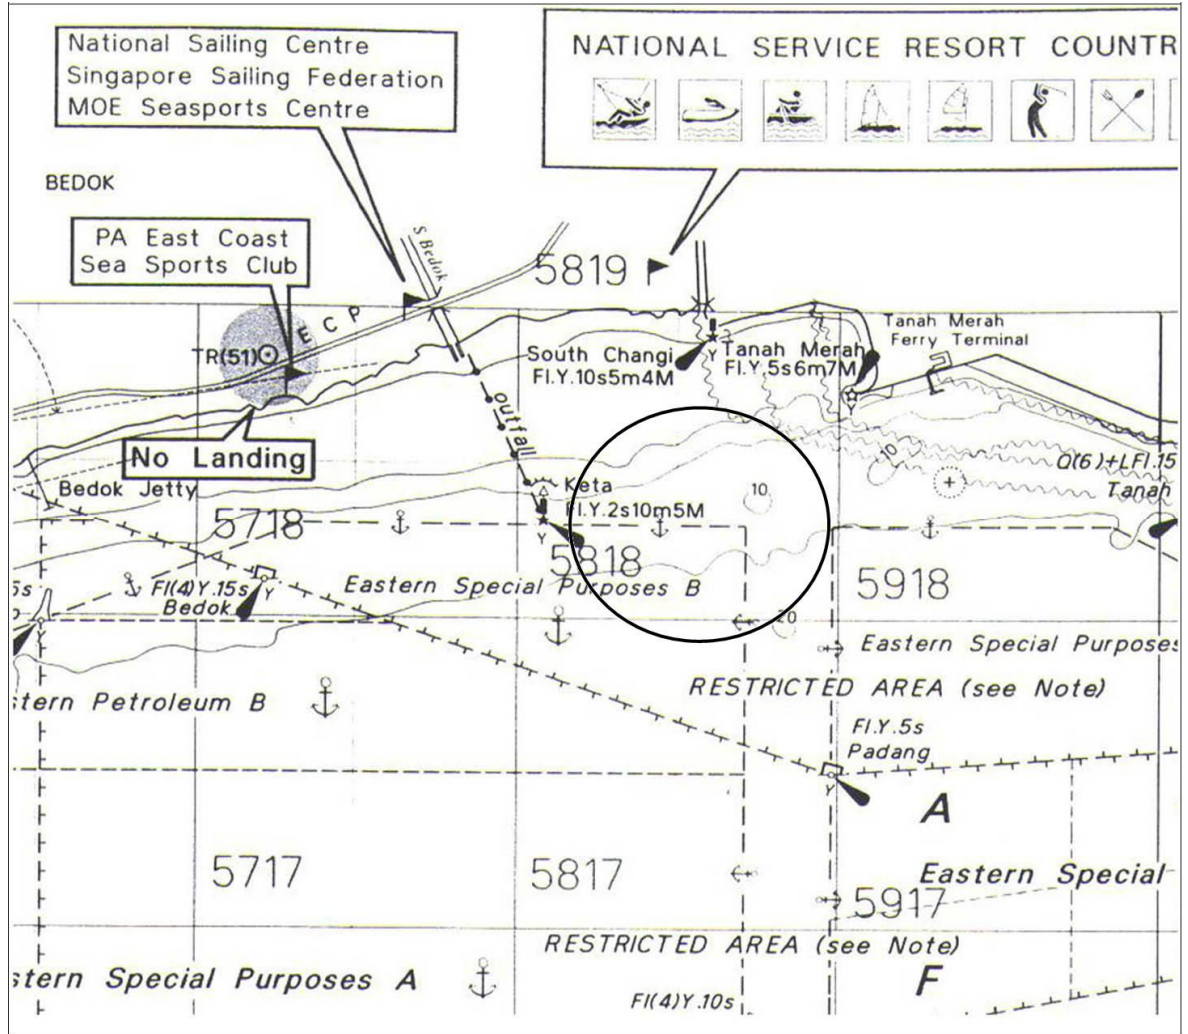 National Sailing Centre
Singapore Sailing Federation
MOE Seasports Centre
NATIONAL SERVICE RESORT COUNTR
BEDOK
PA East Coast
Sea Sports Club
S Bedok
5819
E C P
TR(51)
Tanah Merah
Ferry Terminal
South Changi
Fl.Y.10s5m4M
Y
Tanah Merah
Fl.Y.5s6m7M
Y
No Landing
outfall
10
Q(6)+LFl.15
Tanah
Bedok Jetty
Keta
Fl.Y.2s10m5M
10
Y
5718
5818
5918
Fl(4)Y.15s
Bedok
Y
Eastern Special Purposes B
5s
Y
20
Eastern Special Purposes
stern Petroleum B
RESTRICTED AREA (see Note)
Fl.Y.5s
Padang
Y
A
5717
5817
Eastern Special
5917
RESTRICTED AREA (see Note)
stern Special Purposes A
F
Fl(4)Y.10s